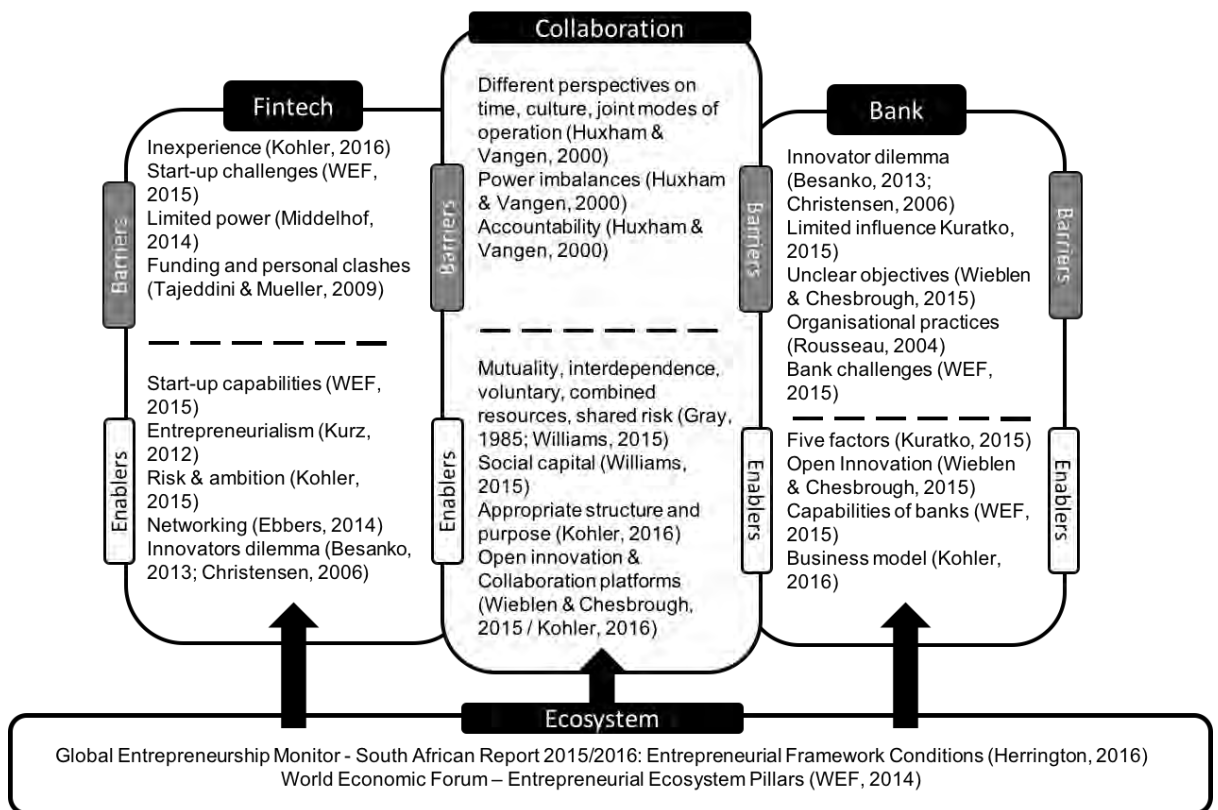 Collaboration
Different perspectives on
time, culture, joint modes of
operation (Huxham &
Vangen, 2000)
Power imbalances (Huxham
& Vangen, 2000)
Accountability (Huxham &
Vangen, 2000)
Barriers
Mutuality, interdependence,
voluntary, combined
resources, shared risk (Gray,
1985; Williams, 2015)
Social capital (Williams,
2015)
Appropriate structure and
purpose (Kohler, 2016)
Open innovation &
Collaboration platforms
(Wieblen & Chesbrough,
2015 / Kohler, 2016)
Enablers
Fintech
Inexperience (Kohler, 2016)
Start-up challenges (WEF,
2015)
Limited power (Middelhof,
2014)
Funding and personal clashes
(Tajeddini & Mueller, 2009)
Barriers
Start-up capabilities (WEF,
2015)
Entrepreneurialism (Kurz,
2012)
Risk & ambition (Kohler,
2015)
Networking (Ebbers, 2014)
Innovators dilemma (Besanko,
2013; Christensen, 2006)
Enablers
Bank
Innovator dilemma
(Besanko, 2013;
Christensen, 2006)
Limited influence Kuratko,
2015)
Unclear objectives (Wieblen
& Chesbrough, 2015)
Organisational practices
(Rousseau, 2004)
Bank challenges (WEF,
2015)
Barriers
Barriers
Five factors (Kuratko, 2015)
Open Innovation (Wieblen
& Chesbrough, 2015)
Capabilities of banks (WEF,
2015)
Business model (Kohler,
2016)
Enablers
Enablers
Ecosystem
Global Entrepreneurship Monitor - South African Report 2015/2016: Entrepreneurial Framework Conditions (Herrington, 2016)
World Economic Forum – Entrepreneurial Ecosystem Pillars (WEF, 2014)